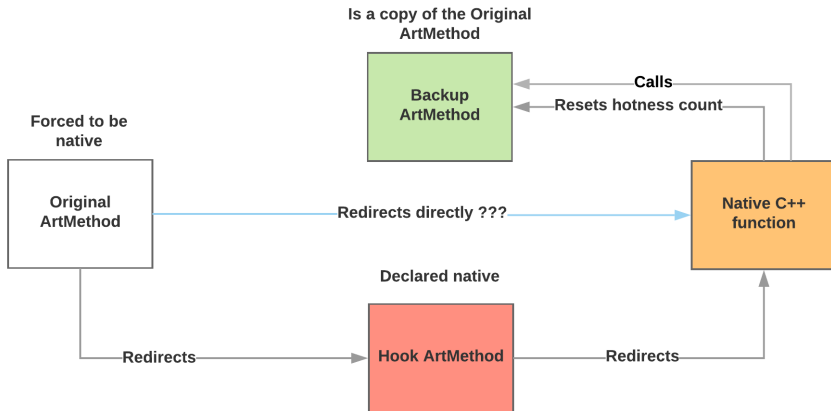 Is a copy of the Original
ArtMethod
Backup
ArtMethod
Calls
Resets hotness count
Forced to be
native
Original
ArtMethod
Redirects directly ???
Native C++
function
Declared native
Redirects
Hook ArtMethod
Redirects